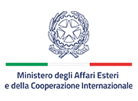 Ministero degli Affari Esteri
e della Cooperazione Internazionale